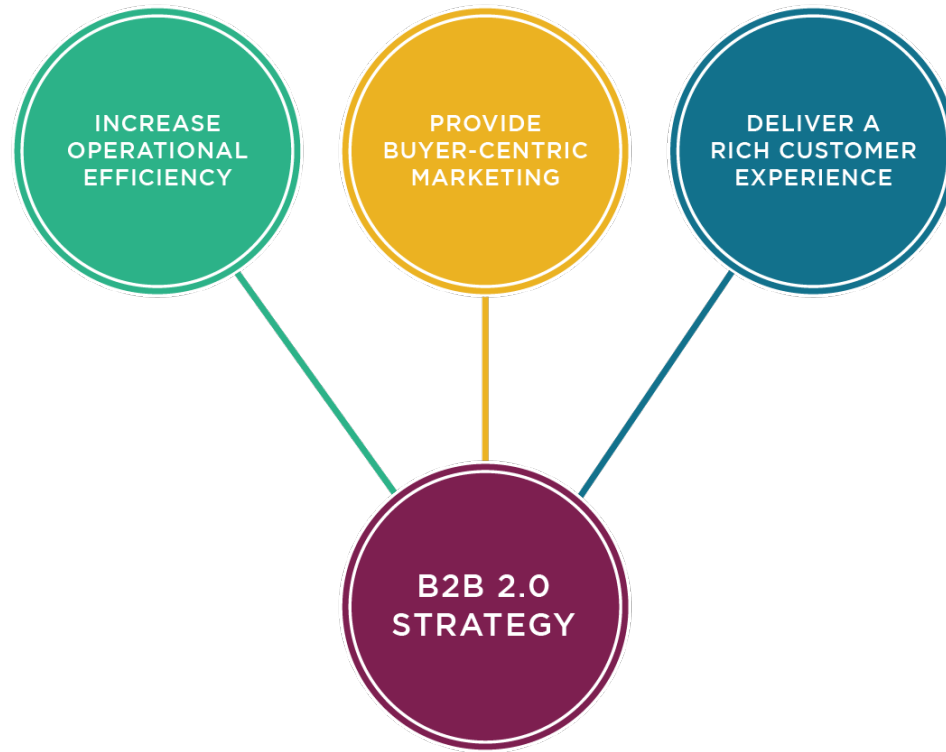 INCREASE
OPERATIONAL
EFFICIENCY
PROVIDE
BUYER-CENTRIC
MARKETING
DELIVER A
RICH CUSTOMER
EXPERIENCE
B2B 2.0
STRATEGY